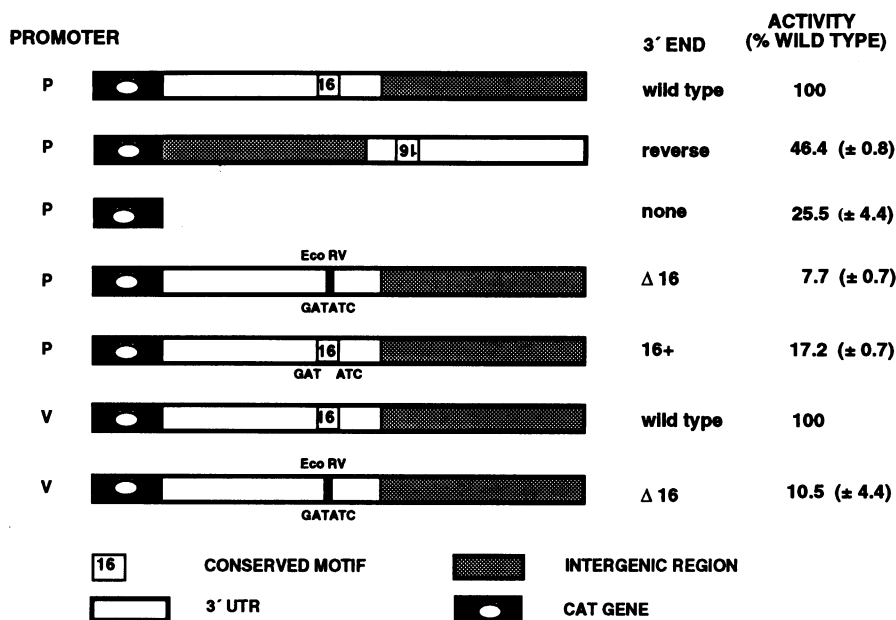 PROMOTER 3´ END ACTIVITY (% WILD TYPE)
P 16 wild type 100
P 16 reverse 46.4 (± 0.8)
P none 25.5 (± 4.4)
Eco RV
P Δ 16 7.7 (± 0.7)
GATATC
P 16 16+ 17.2 (± 0.7)
GAT ATC
V 16 wild type 100
Eco RV
V Δ 16 10.5 (± 4.4)
GATATC
16 CONSERVED MOTIF INTERGENIC REGION
3´ UTR CAT GENE